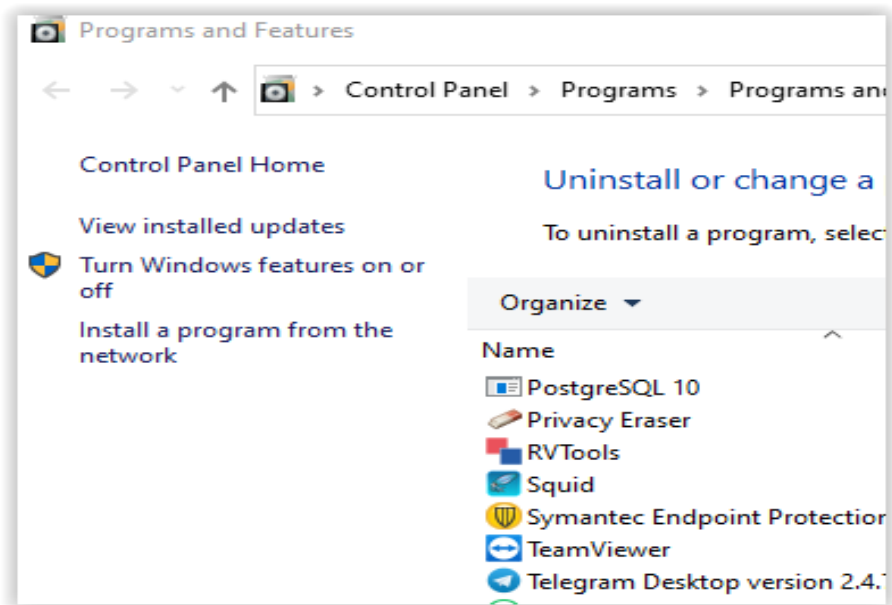 Programs and Features
Control Panel > Programs > Programs an
Control Panel Home
View installed updates
Turn Windows features on or
off
Install a program from the
network
Uninstall or change a
To uninstall a program, selec
Organize
Name
PostgreSQL 10
Privacy Eraser
RVTools
Squid
Symantec Endpoint Protection
TeamViewer
Telegram Desktop version 2.4.